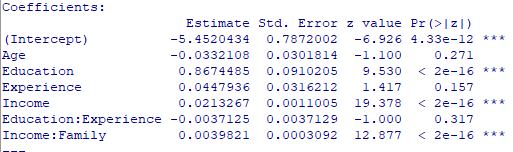 Coefficients:
Estimate Std. Error z value Pr(>|z|)
(Intercept) -5.4520434 0.7872002 -6.926 4.33e-12 ***
Age -0.0332108 0.0301814 -1.100 0.271
Education 0.8674485 0.0910205 9.530 < 2e-16 ***
Experience 0.0447936 0.0316212 1.417 0.157
Income 0.0213267 0.0011005 19.378 < 2e-16 ***
Education:Experience -0.0037125 0.0037129 -1.000 0.317
Income:Family 0.0039821 0.0003092 12.877 < 2e-16 ***
---